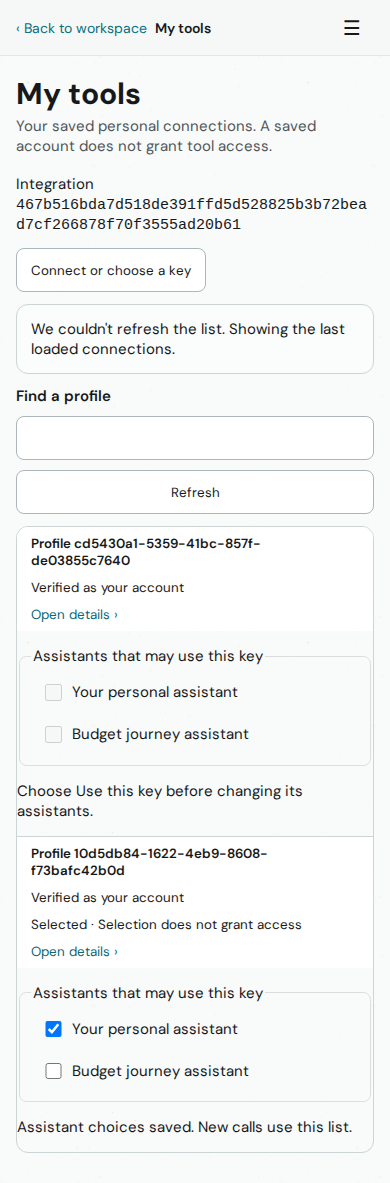 ‹ Back to workspace My tools ☰
My tools
Your saved personal connections. A saved
account does not grant tool access.
Integration
467b516bda7d518de391ffd5d528825b3b72bea
d7cf266878f70f3555ad20b61
Connect or choose a key
We couldn't refresh the list. Showing the last
loaded connections.
Find a profile
Refresh
Profile cd5430a1-5359-41bc-857f-
de03855c7640
Verified as your account
Open details ›
Assistants that may use this key
Your personal assistant
Budget journey assistant
Choose Use this key before changing its
assistants.
Profile 10d5db84-1622-4eb9-8608-
f73bafc42b0d
Verified as your account
Selected · Selection does not grant access
Open details ›
Assistants that may use this key
Your personal assistant
Budget journey assistant
Assistant choices saved. New calls use this list.